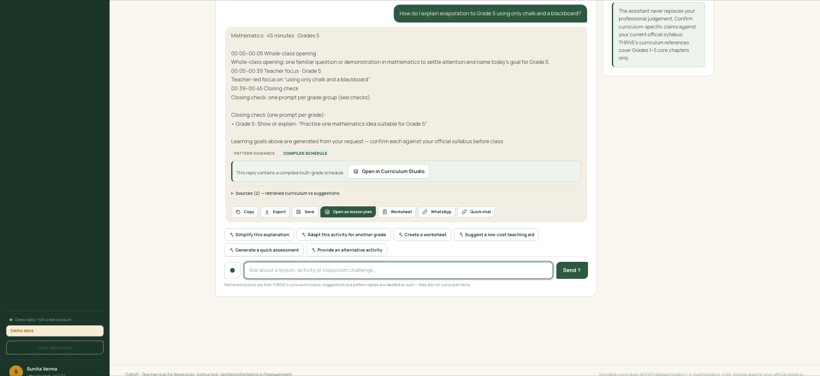 How do I explain evaporation to Grade 5 using only chalk and a blackboard?
The assistant never replaces your
professional judgement. Confirm
curriculum-specific claims against
your current official syllabus.
THRIVE's curriculum references
cover Grades 1–5 core chapters
only.
Mathematics · 45 minutes · Grades 5
00:00–00:05 Whole-class opening
Whole-class opening: one familiar question or demonstration in mathematics to settle attention and name today's goal for Grade 5.
00:05–00:39 Teacher focus · Grade 5
Teacher-led focus on "using only chalk and a blackboard".
00:39–00:45 Closing check
Closing check: one prompt per grade group (see checks).
Closing check (one prompt per grade):
• Grade 5: Show or explain: "Practise one mathematics idea suitable for Grade 5"
Learning goals above are generated from your request — confirm each against your official syllabus before class.
PATTERN GUIDANCE COMPILED SCHEDULE
This reply contains a compiled multi-grade schedule. Open in Curriculum Studio
Sources (2) — retrieved curriculum vs suggestions
Copy Export Save Open as lesson plan Worksheet WhatsApp Quick chat
Simplify this explanation Adapt this activity for another grade Create a worksheet Suggest a low-cost teaching aid
Generate a quick assessment Provide an alternative activity
Ask about a lesson, activity or classroom challenge…
Send ↑
Retrieved sources are from THRIVE's curriculum corpus; suggestions and pattern replies are labelled as such — they are not curriculum facts.
Demo data · not a real account
Demo data
S
Sunita Verma